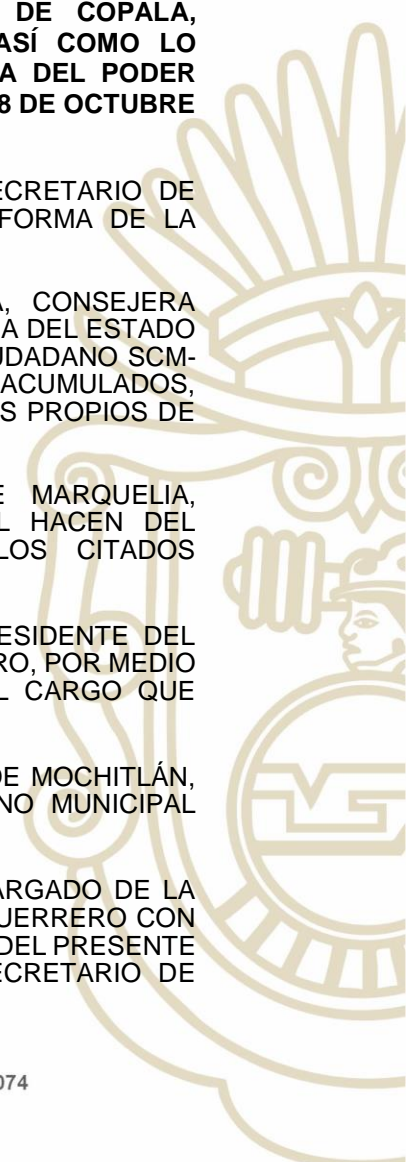 DE COPALA,
ASÍ COMO LO
A DEL PODER
8 DE OCTUBRE
ECRETARIO DE
FORMA DE LA
A, CONSEJERA
A DEL ESTADO
UDADANO SCM-
ACUMULADOS,
S PROPIOS DE
E MARQUELIA,
L HACEN DEL
LOS CITADOS
ESIDENTE DEL
RO, POR MEDIO
L CARGO QUE
DE MOCHITLÁN,
NO MUNICIPAL
ARGADO DE LA
GUERRERO CON
DEL PRESENTE
ECRETARIO DE
074